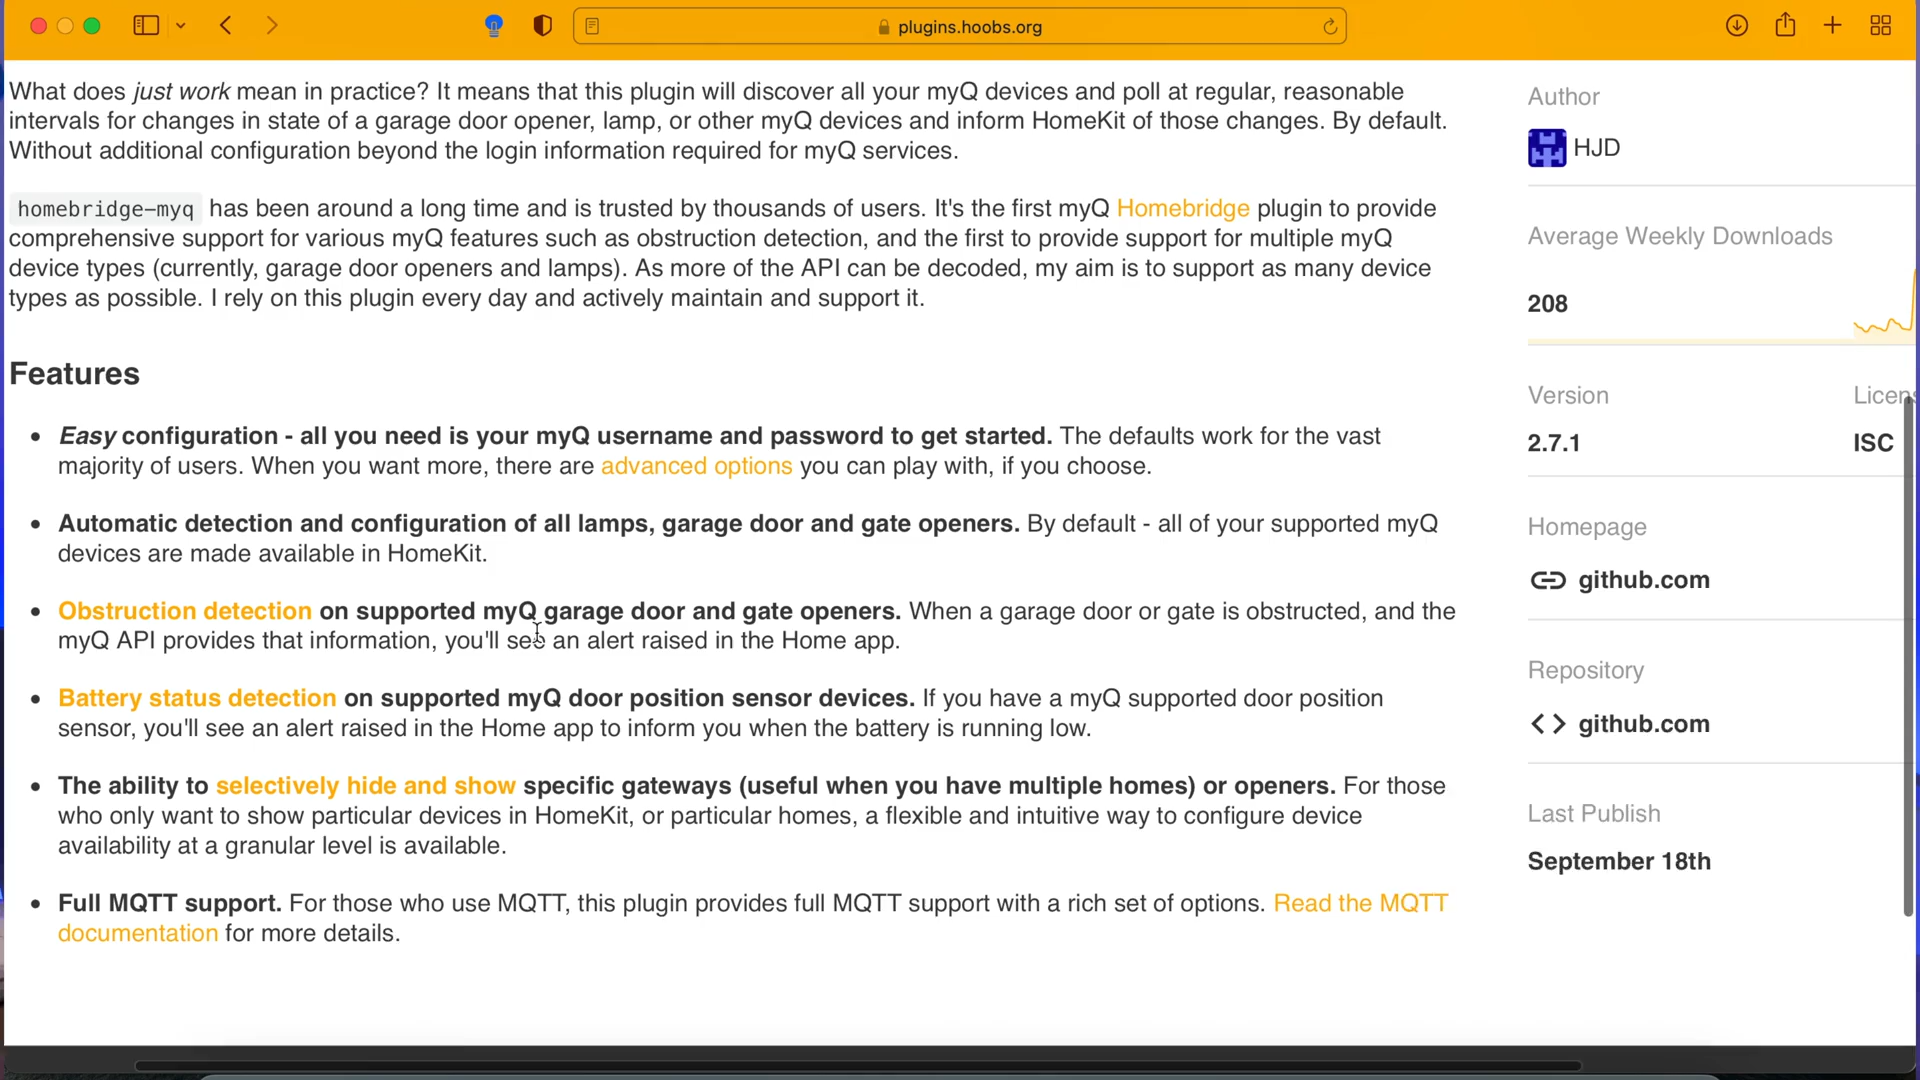 plugins.hoobs.org
What does just work mean in practice? It means that this plugin will discover all your myQ devices and poll at regular, reasonable
intervals for changes in state of a garage door opener, lamp, or other myQ devices and inform HomeKit of those changes. By default.
Without additional configuration beyond the login information required for myQ services.
homebridge-myq has been around a long time and is trusted by thousands of users. It's the first myQ Homebridge plugin to provide
comprehensive support for various myQ features such as obstruction detection, and the first to provide support for multiple myQ
device types (currently, garage door openers and lamps). As more of the API can be decoded, my aim is to support as many device
types as possible. I rely on this plugin every day and actively maintain and support it.
Features
• Easy configuration - all you need is your myQ username and password to get started. The defaults work for the vast
majority of users. When you want more, there are advanced options you can play with, if you choose.
• Automatic detection and configuration of all lamps, garage door and gate openers. By default - all of your supported myQ
devices are made available in HomeKit.
• Obstruction detection on supported myQ garage door and gate openers. When a garage door or gate is obstructed, and the
myQ API provides that information, you'll see an alert raised in the Home app.
• Battery status detection on supported myQ door position sensor devices. If you have a myQ supported door position
sensor, you'll see an alert raised in the Home app to inform you when the battery is running low.
• The ability to selectively hide and show specific gateways (useful when you have multiple homes) or openers. For those
who only want to show particular devices in HomeKit, or particular homes, a flexible and intuitive way to configure device
availability at a granular level is available.
• Full MQTT support. For those who use MQTT, this plugin provides full MQTT support with a rich set of options. Read the MQTT
documentation for more details.
Author
HJD
Average Weekly Downloads
208
Version Licens
2.7.1 ISC
Homepage
github.com
Repository
github.com
Last Publish
September 18th